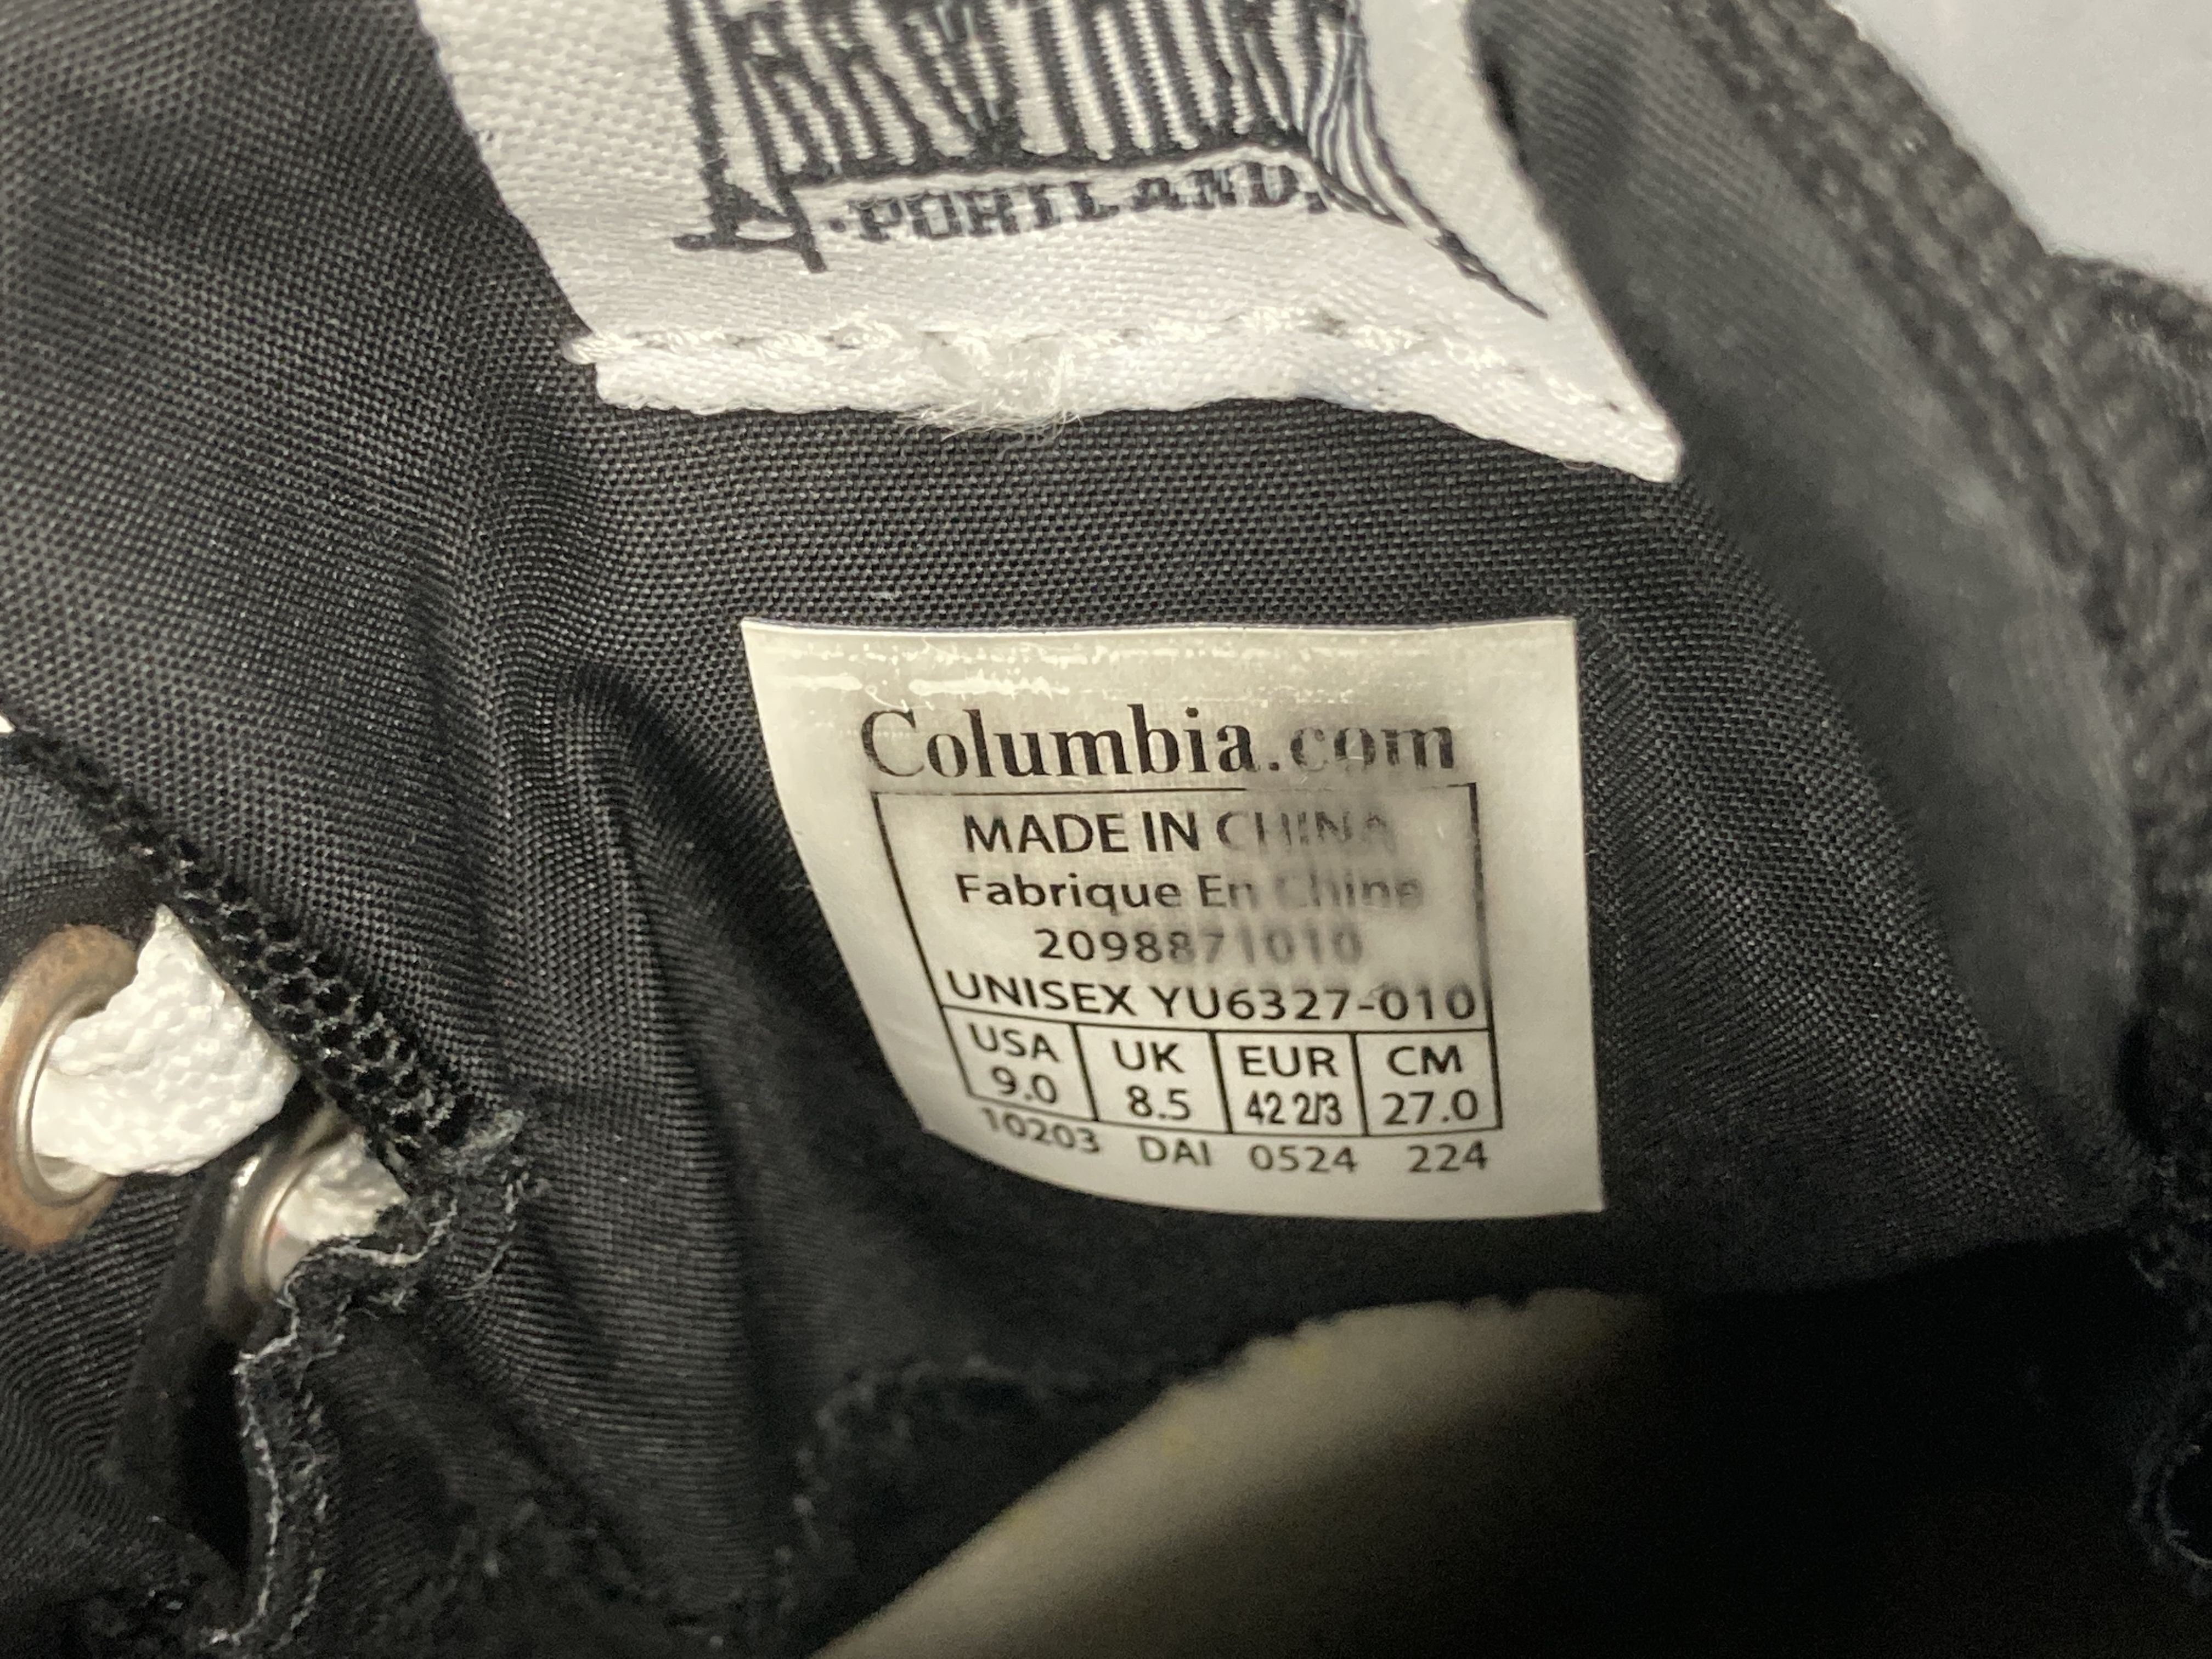 PORTLAND,
Columbia.com
MADE IN CHINA
Fabrique En Chine
2098871010
UNISEX YU6327-010
USA UK EUR CM
9.0 8.5 42 2/3 27.0
10203 DAI 0524 224